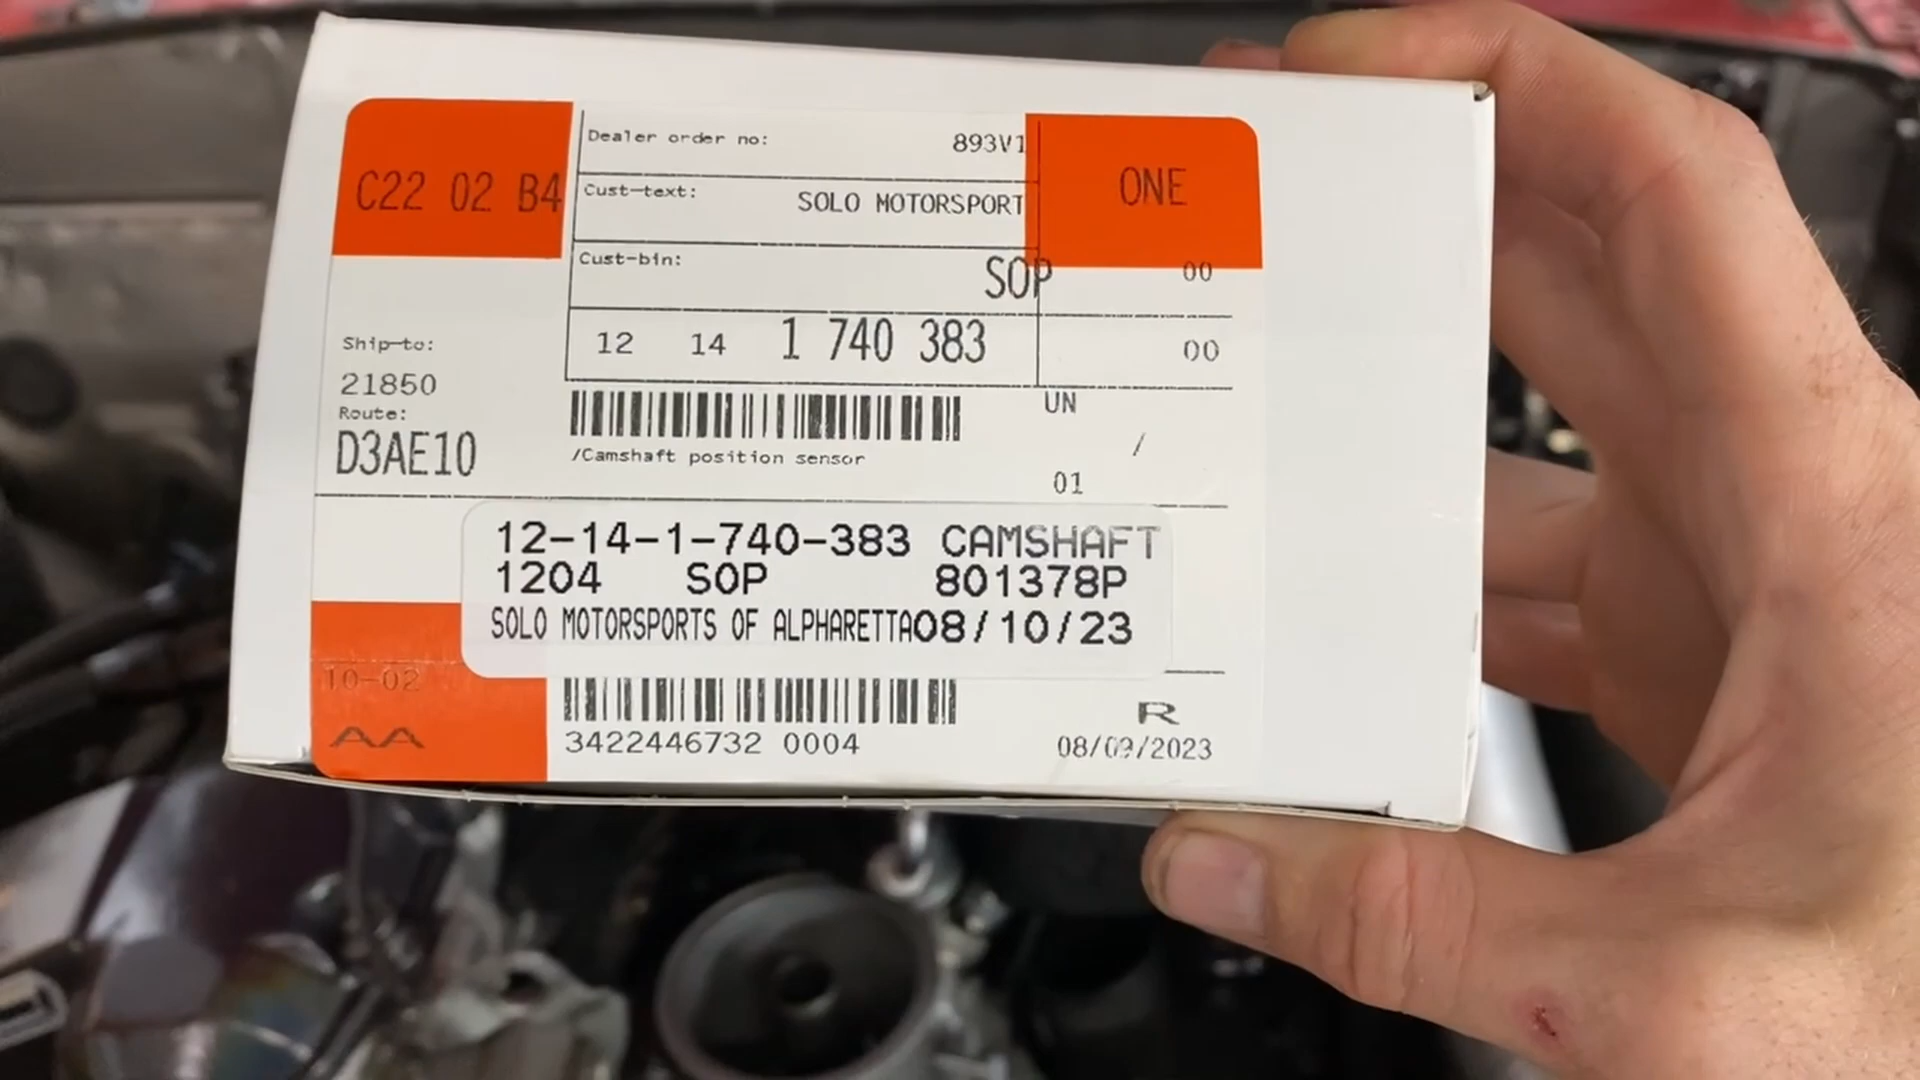 C22 02 B4
Dealer order no: 893V1
ONE
Cust-text: SOLO MOTORSPORT
Cust-bin: SOP
00
12 14 1 740 383
00
Ship-to:
21850
Route:
D3AE10
UN
/Camshaft position sensor
/
01
12-14-1-740-383 CAMSHAFT
1204 SOP 801378P
SOLO MOTORSPORTS OF ALPHARETTA08/10/23
10-02
AA
3422446732 0004
R
08/09/2023